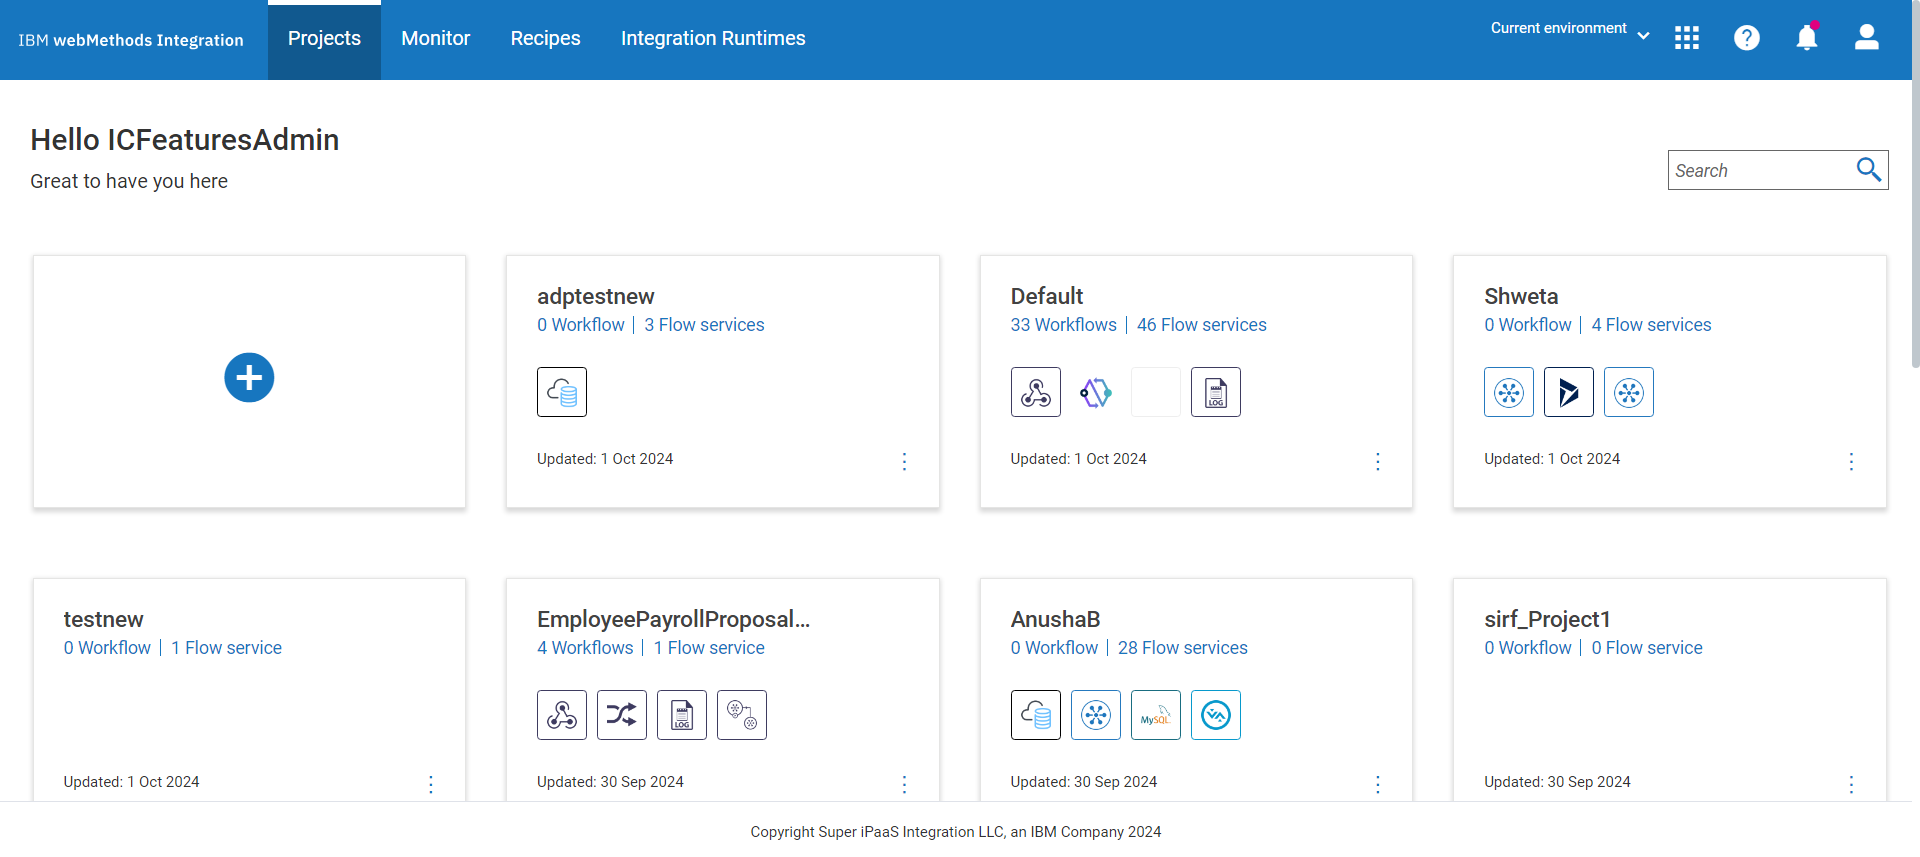 IBM webMethods Integration
Projects
Monitor
Recipes
Integration Runtimes
Current environment
Hello ICFeaturesAdmin
Great to have you here
Search
adptestnew
0 Workflow | 3 Flow services
Updated: 1 Oct 2024
Default
33 Workflows | 46 Flow services
LOG
Updated: 1 Oct 2024
Shweta
0 Workflow | 4 Flow services
Updated: 1 Oct 2024
testnew
0 Workflow | 1 Flow service
Updated: 1 Oct 2024
EmployeePayrollProposal...
4 Workflows | 1 Flow service
LOG
Updated: 30 Sep 2024
AnushaB
0 Workflow | 28 Flow services
MySQL
Updated: 30 Sep 2024
sirf_Project1
0 Workflow | 0 Flow service
Updated: 30 Sep 2024
Copyright Super iPaaS Integration LLC, an IBM Company 2024